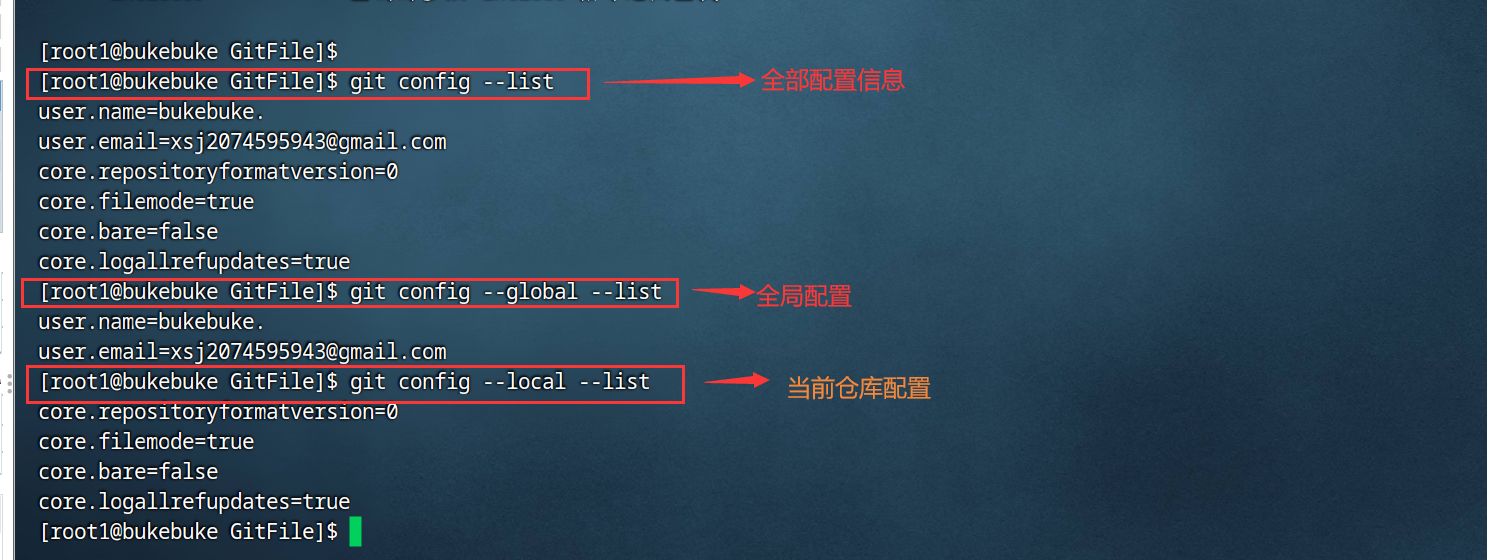 [root1@bukebuke GitFile]$
[root1@bukebuke GitFile]$ git config --list
全部配置信息
user.name=bukebuke.
user.email=xsj2074595943@gmail.com
core.repositoryformatversion=0
core.filemode=true
core.bare=false
core.logallrefupdates=true
[root1@bukebuke GitFile]$ git config --global --list
全局配置
user.name=bukebuke.
user.email=xsj2074595943@gmail.com
[root1@bukebuke GitFile]$ git config --local --list
当前仓库配置
core.repositoryformatversion=0
core.filemode=true
core.bare=false
core.logallrefupdates=true
[root1@bukebuke GitFile]$